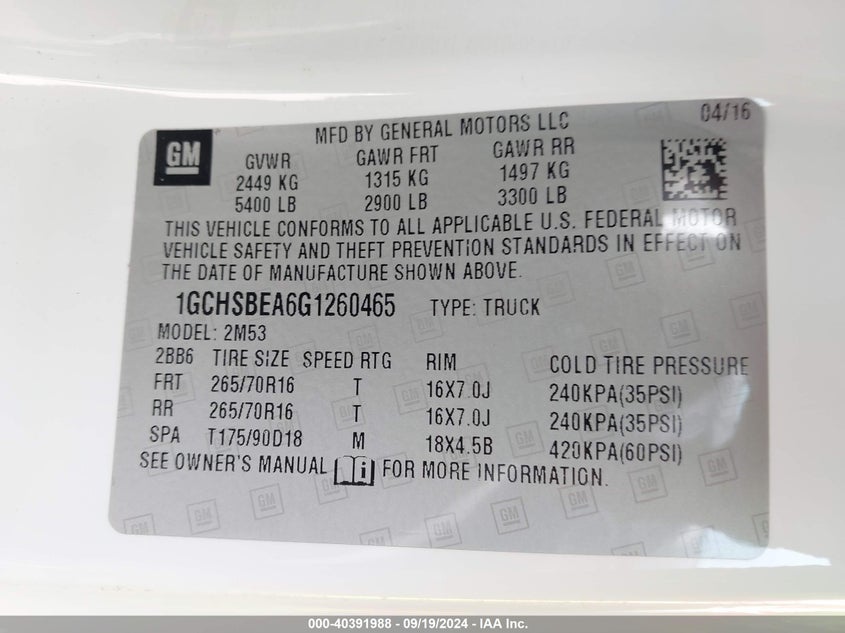 04/16
GM MFD BY GENERAL MOTORS LLC
GVWR GAWR FRT GAWR RR
2449 KG 1315 KG 1497 KG
5400 LB 2900 LB 3300 LB
THIS VEHICLE CONFORMS TO ALL APPLICABLE U.S. FEDERAL MOTOR
VEHICLE SAFETY AND THEFT PREVENTION STANDARDS IN EFFECT ON
THE DATE OF MANUFACTURE SHOWN ABOVE.
1GCHSBEA6G1260465 TYPE: TRUCK
MODEL: 2M53
2BB6 TIRE SIZE SPEED RTG RIM COLD TIRE PRESSURE
FRT 265/70R16 T 16X7.0J 240KPA(35PSI)
RR 265/70R16 T 16X7.0J 240KPA(35PSI)
SPA T175/90D18 M 18X4.5B 420KPA(60PSI)
SEE OWNER'S MANUAL i FOR MORE INFORMATION.
000-40391988 - 09/19/2024 - IAA Inc.